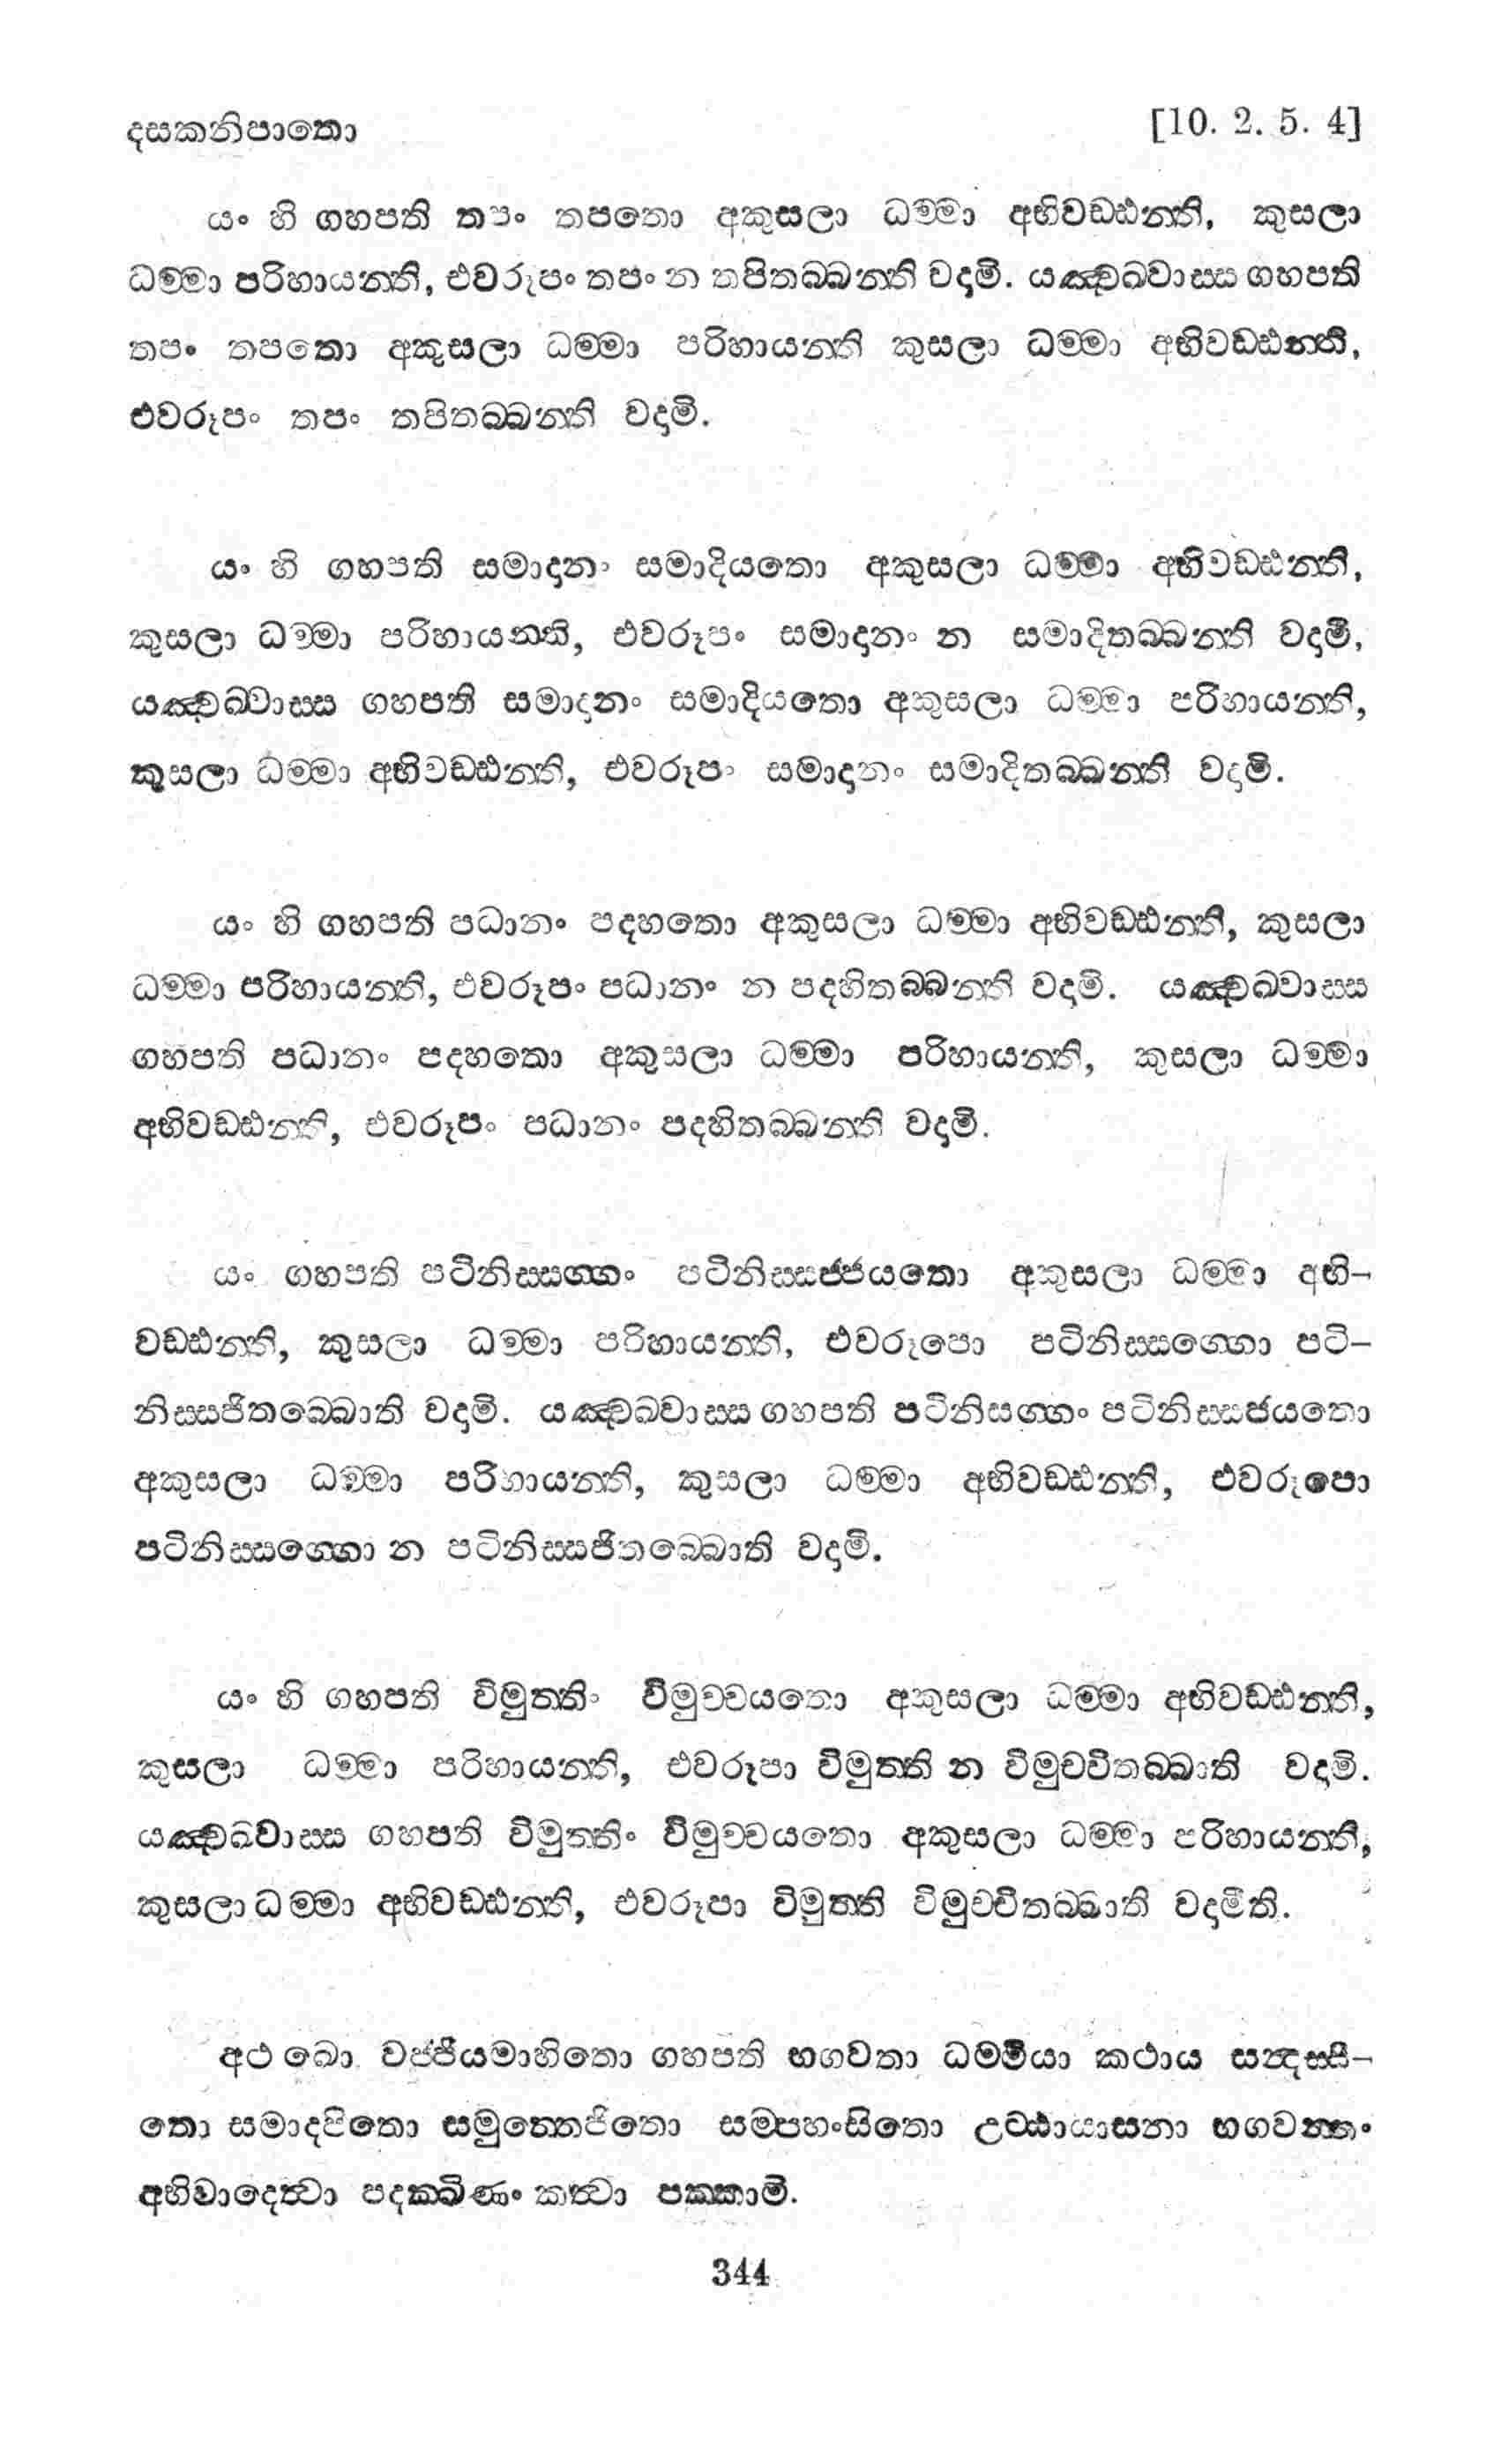 දසකනිපාතො [10. 2. 5. 4]
යං හි ගහපති තපං තපතො අකුසලා ධම්මා අභිවඩ්ඪන්ති, කුසලා
ධම්මා පරිහායන්ති, එවරූපං තපං න තපිතබ්බන්ති වදාමි. යඤ්ච්ඛවාස්ස ගහපති
තපං තපතො අකුසලා ධම්මා පරිහායන්ති කුසලා ධම්මා අභිවඩ්ඪන්ති,
එවරූපං තපං තපිතබ්බන්ති වදාමි.
යං හි ගහපති සමාදානං සමාදියතො අකුසලා ධම්මා අභිවඩ්ඪන්ති,
කුසලා ධම්මා පරිහායන්ති, එවරූපං සමාදානං න සමාදිතබ්බන්ති වදාමි,
යඤ්ච්ඛවාස්ස ගහපති සමාදානං සමාදියතො අකුසලා ධම්මා පරිහායන්ති,
කුසලා ධම්මා අභිවඩ්ඪන්ති, එවරූපං සමාදානං සමාදිතබ්බන්ති වදාමි.
යං හි ගහපති පධානං පදහතො අකුසලා ධම්මා අභිවඩ්ඪන්ති, කුසලා
ධම්මා පරිහායන්ති, එවරූපං පධානං න පදහිතබ්බන්ති වදාමි. යඤ්ච්ඛවාස්ස
ගහපති පධානං පදහතො අකුසලා ධම්මා පරිහායන්ති, කුසලා ධම්මා
අභිවඩ්ඪන්ති, එවරූපං පධානං පදහිතබ්බන්ති වදාමි.
යං ගහපති පටිනිස්සග්ගං පටිනිස්සජ්ජයතො අකුසලා ධම්මා අභි-
වඩ්ඪන්ති, කුසලා ධම්මා පරිහායන්ති, එවරූපො පටිනිස්සග්ගො පටි-
නිස්සජිතබ්බොති වදාමි. යඤ්ච්ඛවාස්ස ගහපති පටිනිසග්ගං පටිනිස්සජයතො
අකුසලා ධම්මා පරිහායන්ති, කුසලා ධම්මා අභිවඩ්ඪන්ති, එවරූපො
පටිනිස්සග්ගො න පටිනිස්සජිතබ්බොති වදාමි.
යං හි ගහපති විමුත්තිං විමුච්චයතො අකුසලා ධම්මා අභිවඩ්ඪන්ති,
කුසලා ධම්මා පරිහායන්ති, එවරූපා විමුත්ති න විමුච්චිතබ්බාති වදාමි.
යඤ්ච්ඛවාස්ස ගහපති විමුත්තිං විමුච්චයතො අකුසලා ධම්මා පරිහායන්ති,
කුසලා ධම්මා අභිවඩ්ඪන්ති, එවරූපා විමුත්ති විමුච්චිතබ්බාති වදාමීති.
අථ ඛො වජ්ජියමාහිතො ගහපති භගවතා ධම්මියා කථාය සන්දස්සි-
තො සමාදපිතො සමුත්තෙජිතො සම්පහංසිතො උට්ඨායාසනා භගවන්තං
අභිවාදෙත්වා පදක්ඛිණං කත්වා පක්කාමි.
344